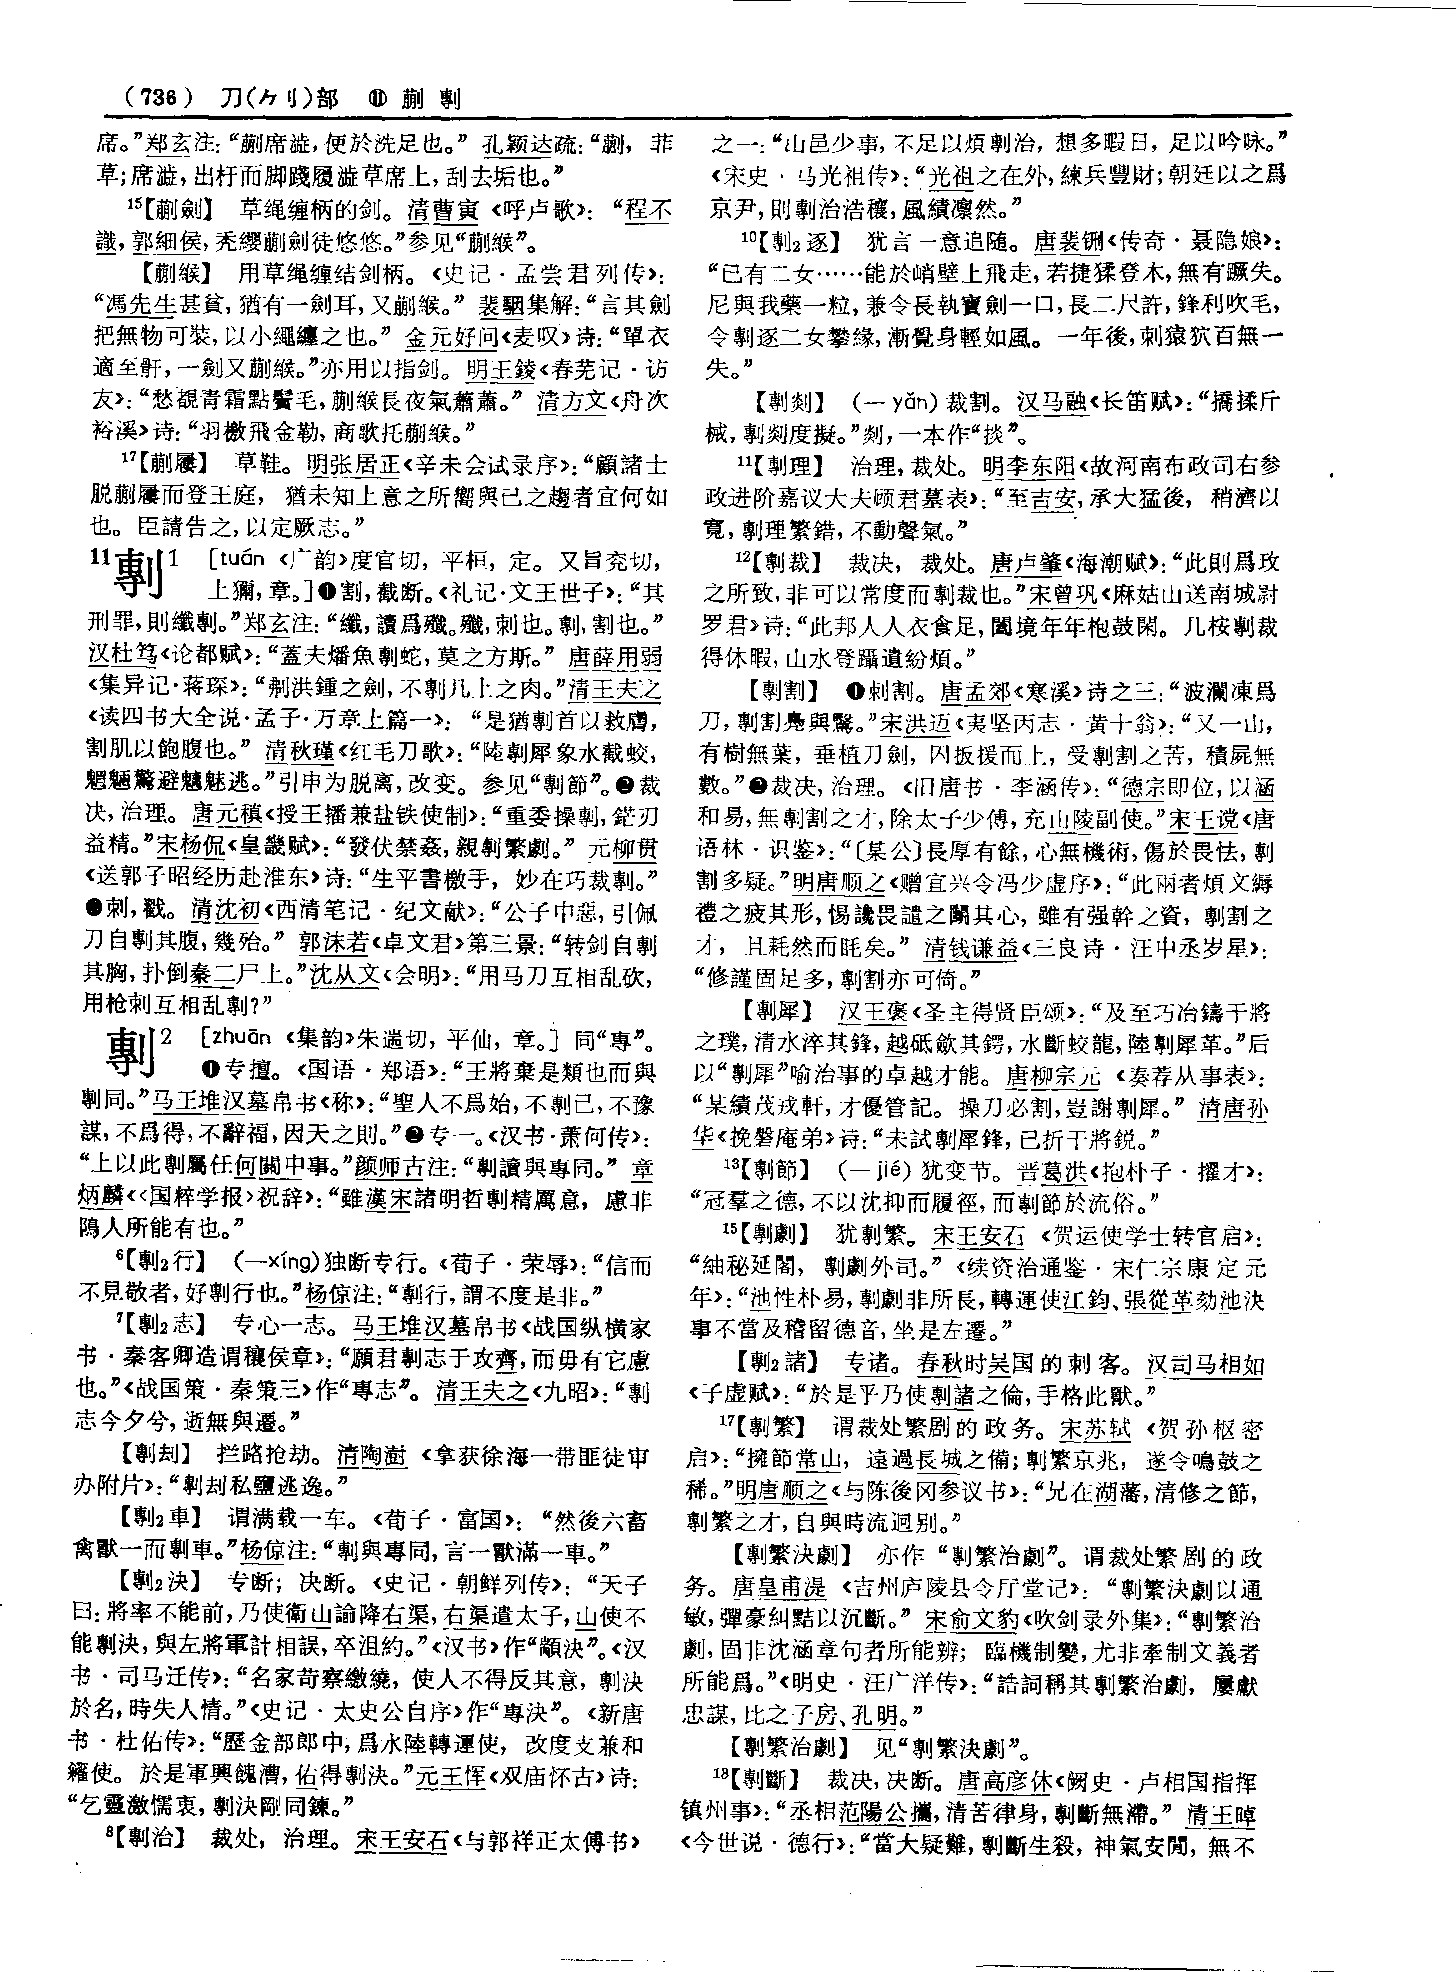 (736) 刀(⺈刂)部 ⓫ 蒯 剸
席。”郑玄注：“蒯席澁，便於洗足也。” 孔颖达疏：“蒯，菲
草；席澁，出杅而脚踐履澁草席上，刮去垢也。”
15【蒯劍】 草绳缠柄的剑。清曹寅《呼卢歌》：“程不
識，郭细侯，秃缨蒯劍徒悠悠。”参见“蒯緱”。
【蒯緱】 用草绳缠结剑柄。《史记·孟尝君列传》：
“馮先生甚貧，猶有一劍耳，又蒯緱。” 裴駰集解：“言其劍
把無物可裝，以小繩纏之也。” 金元好问《麦叹》诗：“單衣
適至骭，一劍又蒯緱。”亦用以指剑。明王錂《春芜记·访
友》：“愁覩青霜點鬢毛，蒯緱長夜氣蕭蕭。” 清方文《舟次
裕溪》诗：“羽檄飛金勒，商歌托蒯緱。”
17【蒯屨】 草鞋。明张居正《辛未会试录序》：“顧諸士
脱蒯屨而登王庭，猶未知上意之所嚮與己之趨者宜何如
也。臣請告之，以定厥志。”
11剸1 [tuán 《广韵》度官切，平桓，定。又旨兖切，
上獮，章。]❶割，截断。《礼记·文王世子》：“其
刑罪，則纖剸。”郑玄注：“纖，讀爲殲。殲，刺也。剸，割也。”
汉杜笃《论都赋》：“蓋夫燔魚剸蛇，莫之方斯。” 唐薛用弱
《集异记·蒋琛》：“刜洪鍾之劍，不剸几上之肉。”清王夫之
《读四书大全说·孟子·万章上篇一》：“是猶剸首以救膚，
割肌以飽腹也。” 清秋瑾《红毛刀歌》：“陸剸犀象水截蛟，
魍魎驚避魑魅逃。”引申为脱离，改变。参见“剸節”。❷裁
决，治理。唐元稹《授王播兼盐铁使制》：“重委操剸，鋩刃
益精。”宋杨侃《皇畿赋》：“發伏禁姦，親剸繁劇。” 元柳贯
《送郭子昭经历赴淮东》诗：“生平書檄手，妙在巧裁剸。”
❸刺，戳。清沈初《西清笔记·纪文献》：“公子中惡，引佩
刀自剸其腹，幾殆。” 郭沫若《卓文君》第三景：“转剑自剸
其胸，扑倒秦二尸上。”沈从文《会明》：“用马刀互相乱砍，
用枪刺互相乱剸？”
剸2 [zhuān 《集韵》朱遄切，平仙，章。] 同“專”。
❶专擅。《国语·郑语》：“王將棄是類也而與
剸同。”马王堆汉墓帛书《称》：“聖人不爲始，不剸己，不豫
謀，不爲得，不辭福，因天之則。”❷专一。《汉书·萧何传》：
“上以此剸屬任何關中事。”颜师古注：“剸讀與專同。” 章
炳麟《〈国粹学报〉祝辞》：“雖漢宋諸明哲剸精厲意，慮非
隝人所能有也。”
6【剸2行】 (—xíng)独断专行。《荀子·荣辱》：“信而
不見敬者，好剸行也。”杨倞注：“剸行，謂不度是非。”
7【剸2志】 专心一志。马王堆汉墓帛书《战国纵横家
书·秦客卿造谓穰侯章》：“願君剸志于攻齊，而毋有它慮
也。”《战国策·秦策三》作“專志”。清王夫之《九昭》：“剸
志今夕兮，逝無與遷。”
【剸刦】 拦路抢劫。清陶澍《拿获徐海一带匪徒审
办附片》：“剸刦私鹽逃逸。”
【剸2車】 谓满载一车。《荀子·富国》：“然後六畜
禽獸一而剸車。”杨倞注：“剸與專同，言一獸滿一車。”
【剸2決】 专断；决断。《史记·朝鲜列传》：“天子
曰：將率不能前，乃使衛山諭降右渠，右渠遣太子，山使不
能剸決，與左將軍計相誤，卒沮約。”《汉书》作“顓決”。《汉
书·司马迁传》：“名家苛察繳繞，使人不得反其意，剸決
於名，時失人情。”《史记·太史公自序》作“專決”。《新唐
书·杜佑传》：“歷金部郎中，爲水陸轉運使，改度支兼和
糴使。於是軍興餽漕，佑得剸決。”元王恽《双庙怀古》诗：
“乞靈激懦衷，剸決剛同鍊。”
8【剸治】 裁处，治理。宋王安石《与郭祥正太傅书》
之一：“山邑少事，不足以煩剸治，想多暇日，足以吟咏。”
《宋史·马光祖传》：“光祖之在外，練兵豐財；朝廷以之爲
京尹，則剸治浩穰，風績凛然。”
10【剸2逐】 犹言一意追随。唐裴铏《传奇·聂隐娘》：
“已有二女……能於峭壁上飛走，若捷猱登木，無有蹶失。
尼與我藥一粒，兼令長執寶劍一口，長二尺許，鋒利吹毛，
令剸逐二女攀缘，漸覺身輕如風。一年後，刺猿狖百無一
失。”
【剸剡】 (—yǎn) 裁割。汉马融《长笛赋》：“撟揉斤
械，剸剡度擬。”剡，一本作“掞”。
11【剸理】 治理，裁处。明李东阳《故河南布政司右参
政进阶嘉议大夫顾君墓表》：“至吉安，承大猛後，稍濟以
寬，剸理繁錯，不動聲氣。”
12【剸裁】 裁决，裁处。唐卢肇《海潮赋》：“此則爲玫
之所致，非可以常度而剸裁也。”宋曾巩《麻姑山送南城尉
罗君》诗：“此邦人人衣食足，闔境年年枹鼓閑。几桉剸裁
得休暇，山水登躡遺紛煩。”
【剸割】 ❶刺割。唐孟郊《寒溪》诗之三：“波瀾凍爲
刀，剸割鳧與鷖。”宋洪迈《夷坚丙志·黄十翁》：“又一山，
有樹無葉，垂植刀劍，因扳援而上，受剸割之苦，積屍無
數。”❷裁决，治理。《旧唐书·李涵传》：“德宗即位，以涵
和易，無剸割之才，除太子少傅，充山陵副使。”宋王谠《唐
语林·识鉴》：“〔某公〕長厚有餘，心無機術，傷於畏怯，剸
割多疑。”明唐顺之《赠宜兴令冯少虚序》：“此兩者煩文縟
禮之疲其形，惕讒畏譴之鬭其心，雖有强幹之資，剸割之
才，且耗然而眊矣。” 清钱谦益《三良诗·汪中丞岁星》：
“修謹固足多，剸割亦可倚。”
【剸犀】 汉王褒《圣主得贤臣颂》：“及至巧冶鑄干將
之璞，清水淬其鋒，越砥斂其鍔，水斷蛟龍，陸剸犀革。”后
以“剸犀”喻治事的卓越才能。唐柳宗元《奏荐从事表》：
“某績茂戎軒，才優管記。操刀必割，豈謝剸犀。” 清唐孙
华《挽磐庵弟》诗：“未試剸犀鋒，已折干將鋭。”
13【剸節】 (—jié) 犹变节。晋葛洪《抱朴子·擢才》：
“冠羣之德，不以沈抑而履徑，而剸節於流俗。”
15【剸劇】 犹剸繁。宋王安石《贺运使学士转官启》：
“紬秘延閣，剸劇外司。”《续资治通鉴·宋仁宗康定元
年》：“池性朴易，剸劇非所長，轉運使江鈞、張從革劾池決
事不當及稽留德音，坐是左遷。”
【剸2諸】 专诸。春秋时吴国的刺客。汉司马相如
《子虚赋》：“於是乎乃使剸諸之倫，手格此獸。”
17【剸繁】 谓裁处繁剧的政务。宋苏轼《贺孙枢密
启》：“擁節常山，遠過長城之備；剸繁京兆，遂令鳴鼓之
稀。”明唐顺之《与陈後冈参议书》：“兄在湖藩，清修之節，
剸繁之才，自與時流迥别。”
【剸繁決劇】 亦作“剸繁治劇”。谓裁处繁剧的政
务。唐皇甫湜《吉州庐陵县令厅堂记》：“剸繁決劇以通
敏，彈豪糾黠以沉斷。” 宋俞文豹《吹剑录外集》：“剸繁治
劇，固非沈涵章句者所能辨；臨機制變，尤非牽制文義者
所能爲。”《明史·汪广洋传》：“誥詞稱其剸繁治劇，屢獻
忠謀，比之子房、孔明。”
【剸繁治劇】 见“剸繁決劇”。
18【剸斷】 裁决，决断。唐高彦休《阙史·卢相国指挥
镇州事》：“丞相范陽公攜，清苦律身，剸斷無滯。” 清王晫
《今世说·德行》：“當大疑難，剸斷生殺，神氣安閒，無不